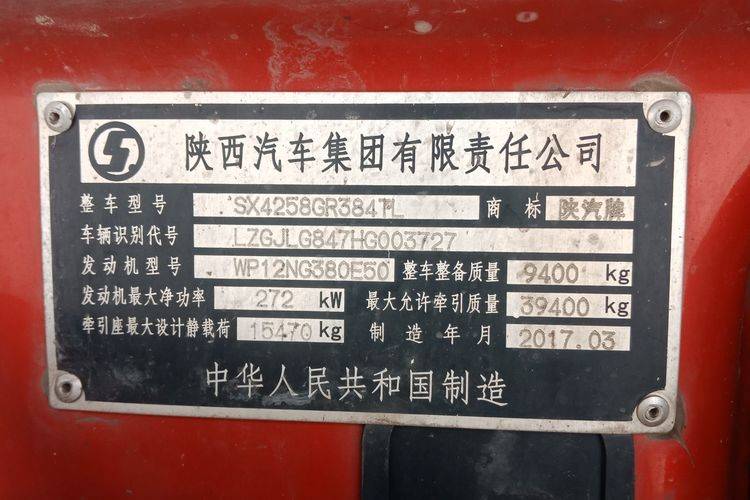 陕西汽车集团有限责任公司
整车型号 SX4258GR384TL 商标 陕汽牌
车辆识别代号 LZGJLG847HG003727
发动机型号 WP12NG380E50 整车整备质量 9400 kg
发动机最大净功率 272 kW 最大允许牵引质量 39400 kg
牵引座最大设计静载荷 15470 kg 制造年月 2017.03
中华人民共和国制造